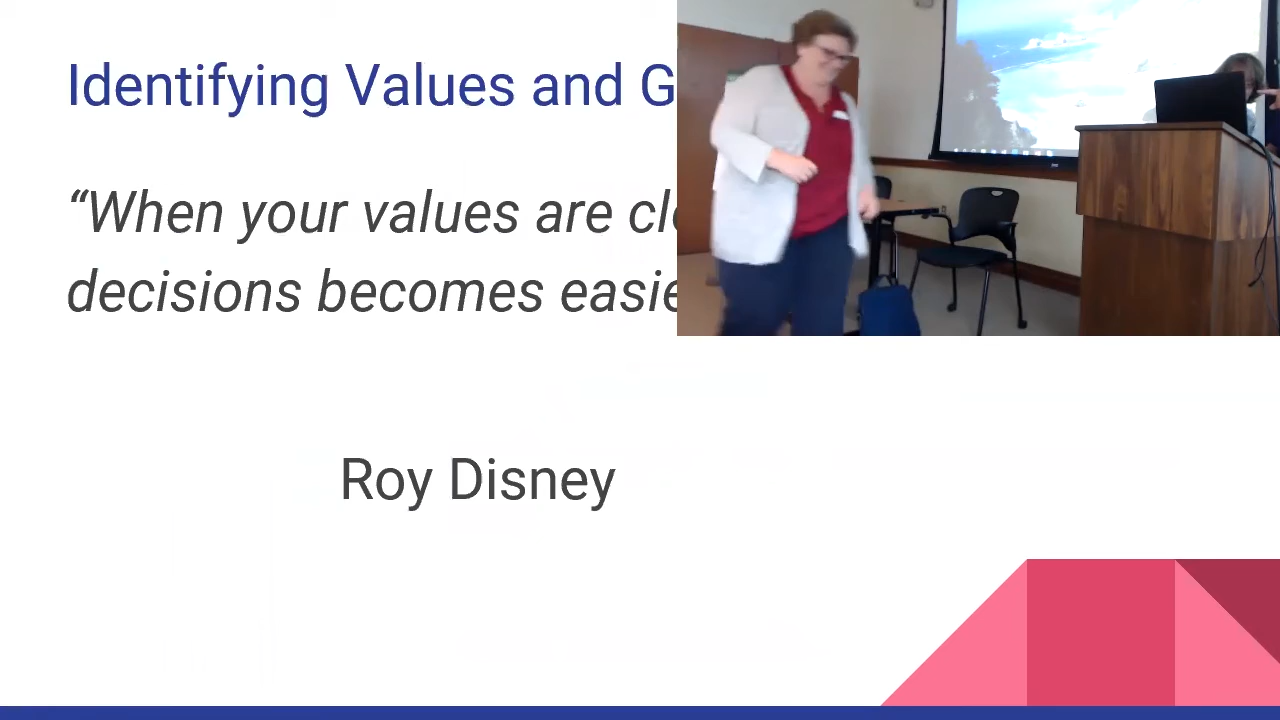 Identifying Values and G
“When your values are cl
decisions becomes easie
Roy Disney